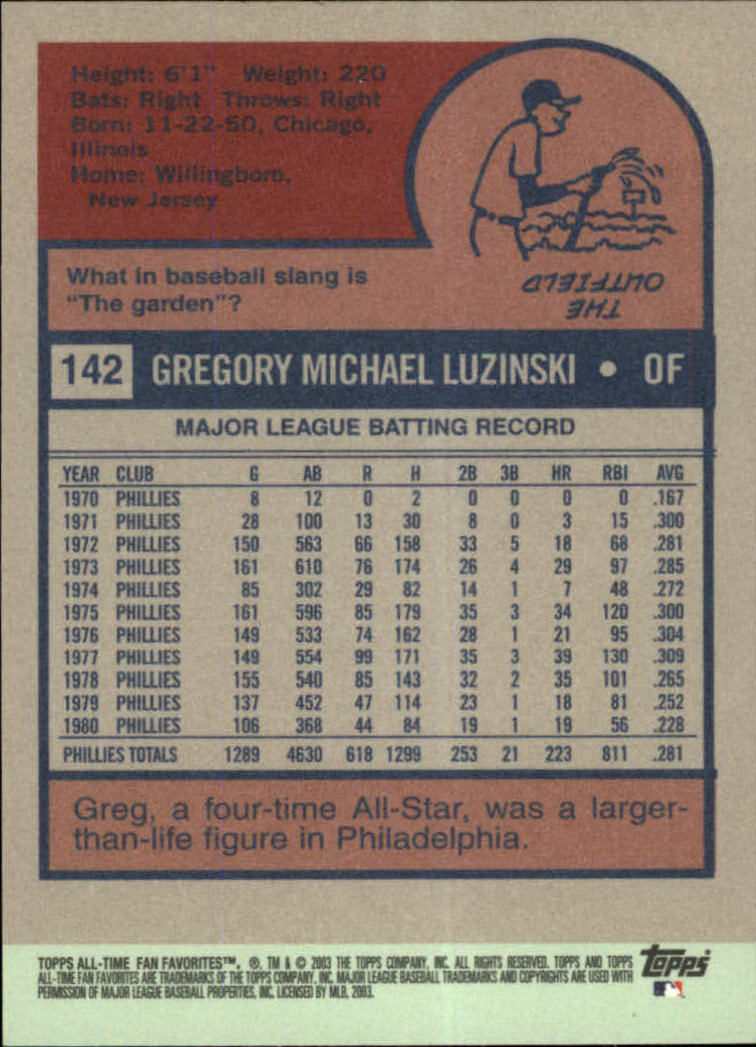 Height: 6'1" Weight: 220
Bats: Right Throws: Right
Born: 11-22-50, Chicago,
Illinois
Home: Willingboro,
New Jersey
What in baseball slang is
"The garden"?
THE
OUTFIELD
142 GREGORY MICHAEL LUZINSKI • OF
MAJOR LEAGUE BATTING RECORD
YEAR CLUB G AB R H 2B 3B HR RBI AVG
1970 PHILLIES 8 12 0 2 0 0 0 0 .167
1971 PHILLIES 28 100 13 30 8 0 3 15 .300
1972 PHILLIES 150 563 66 158 33 5 18 68 .281
1973 PHILLIES 161 610 76 174 26 4 29 97 .285
1974 PHILLIES 85 302 29 82 14 1 7 48 .272
1975 PHILLIES 161 596 85 179 35 3 34 120 .300
1976 PHILLIES 149 533 74 162 28 1 21 95 .304
1977 PHILLIES 149 554 99 171 35 3 39 130 .309
1978 PHILLIES 155 540 85 143 32 2 35 101 .265
1979 PHILLIES 137 452 47 114 23 1 18 81 .252
1980 PHILLIES 106 368 44 84 19 1 19 56 .228
PHILLIES TOTALS 1289 4630 618 1299 253 21 223 811 .281
Greg, a four-time All-Star, was a larger-
than-life figure in Philadelphia.
TOPPS ALL-TIME FAN FAVORITES™, ®, TM & © 2003 THE TOPPS COMPANY, INC. ALL RIGHTS RESERVED. TOPPS AND TOPPS
ALL-TIME FAN FAVORITES ARE TRADEMARKS OF THE TOPPS COMPANY, INC. MAJOR LEAGUE BASEBALL TRADEMARKS AND COPYRIGHTS ARE USED WITH
PERMISSION OF MAJOR LEAGUE BASEBALL PROPERTIES, INC. LICENSED BY MLB, 2003.
Topps